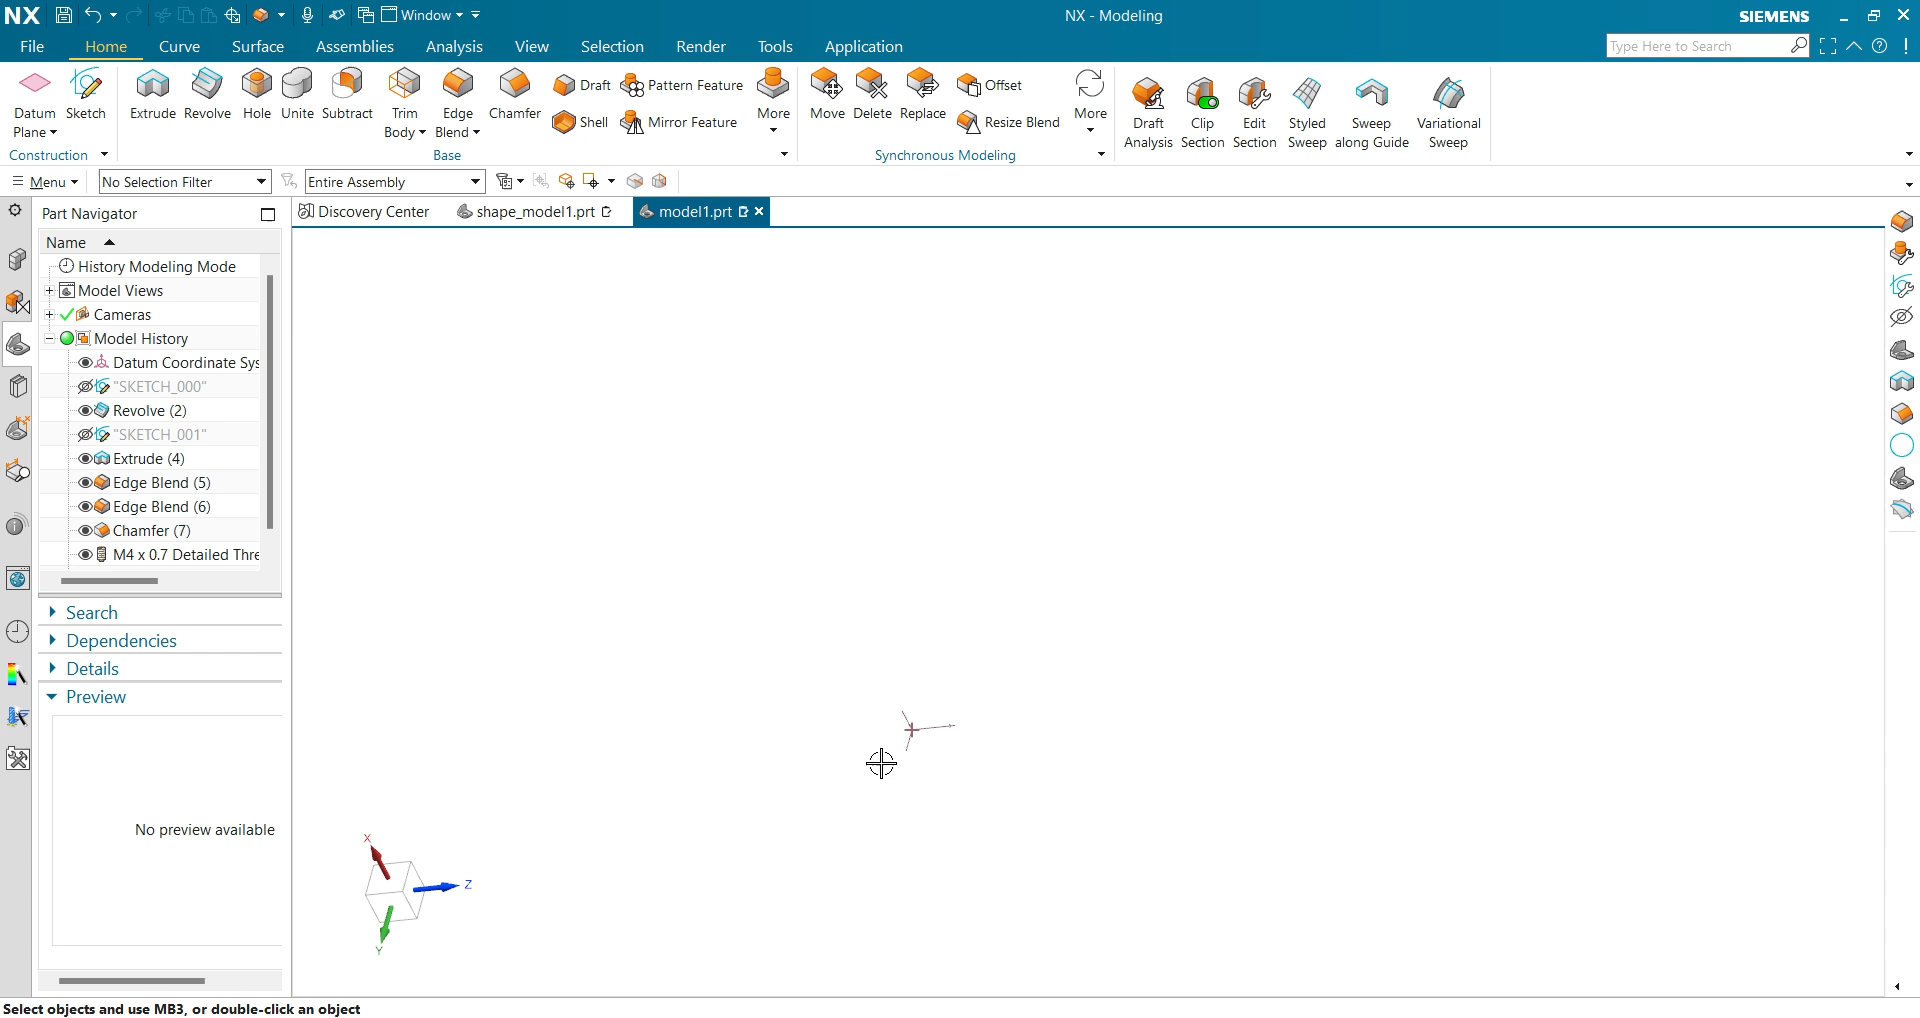 NX Window NX - Modeling SIEMENS
File Home Curve Surface Assemblies Analysis View Selection Render Tools Application Type Here to Search
Datum Plane Sketch Extrude Revolve Hole Unite Subtract Trim Body Edge Blend Chamfer Draft Shell Pattern Feature Mirror Feature More Move Delete Replace Offset Resize Blend More Draft Analysis Clip Section Edit Section Styled Sweep Sweep along Guide Variational Sweep
Construction Base Synchronous Modeling
Menu No Selection Filter Entire Assembly
Part Navigator Discovery Center shape_model1.prt model1.prt
Name
History Modeling Mode
Model Views
Cameras
Model History
Datum Coordinate Sys
"SKETCH_000"
Revolve (2)
"SKETCH_001"
Extrude (4)
Edge Blend (5)
Edge Blend (6)
Chamfer (7)
M4 x 0.7 Detailed Thre
Search
Dependencies
Details
Preview
No preview available
X
Z
Y
Select objects and use MB3, or double-click an object